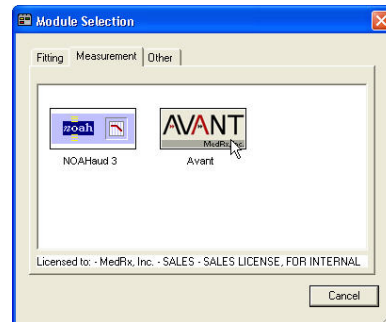 Module Selection
Fitting Measurement Other
noah AVANT
MedRx, Inc.
NOAHaud 3 Avant
Licensed to: - MedRx, Inc. - SALES - SALES LICENSE, FOR INTERNAL
Cancel